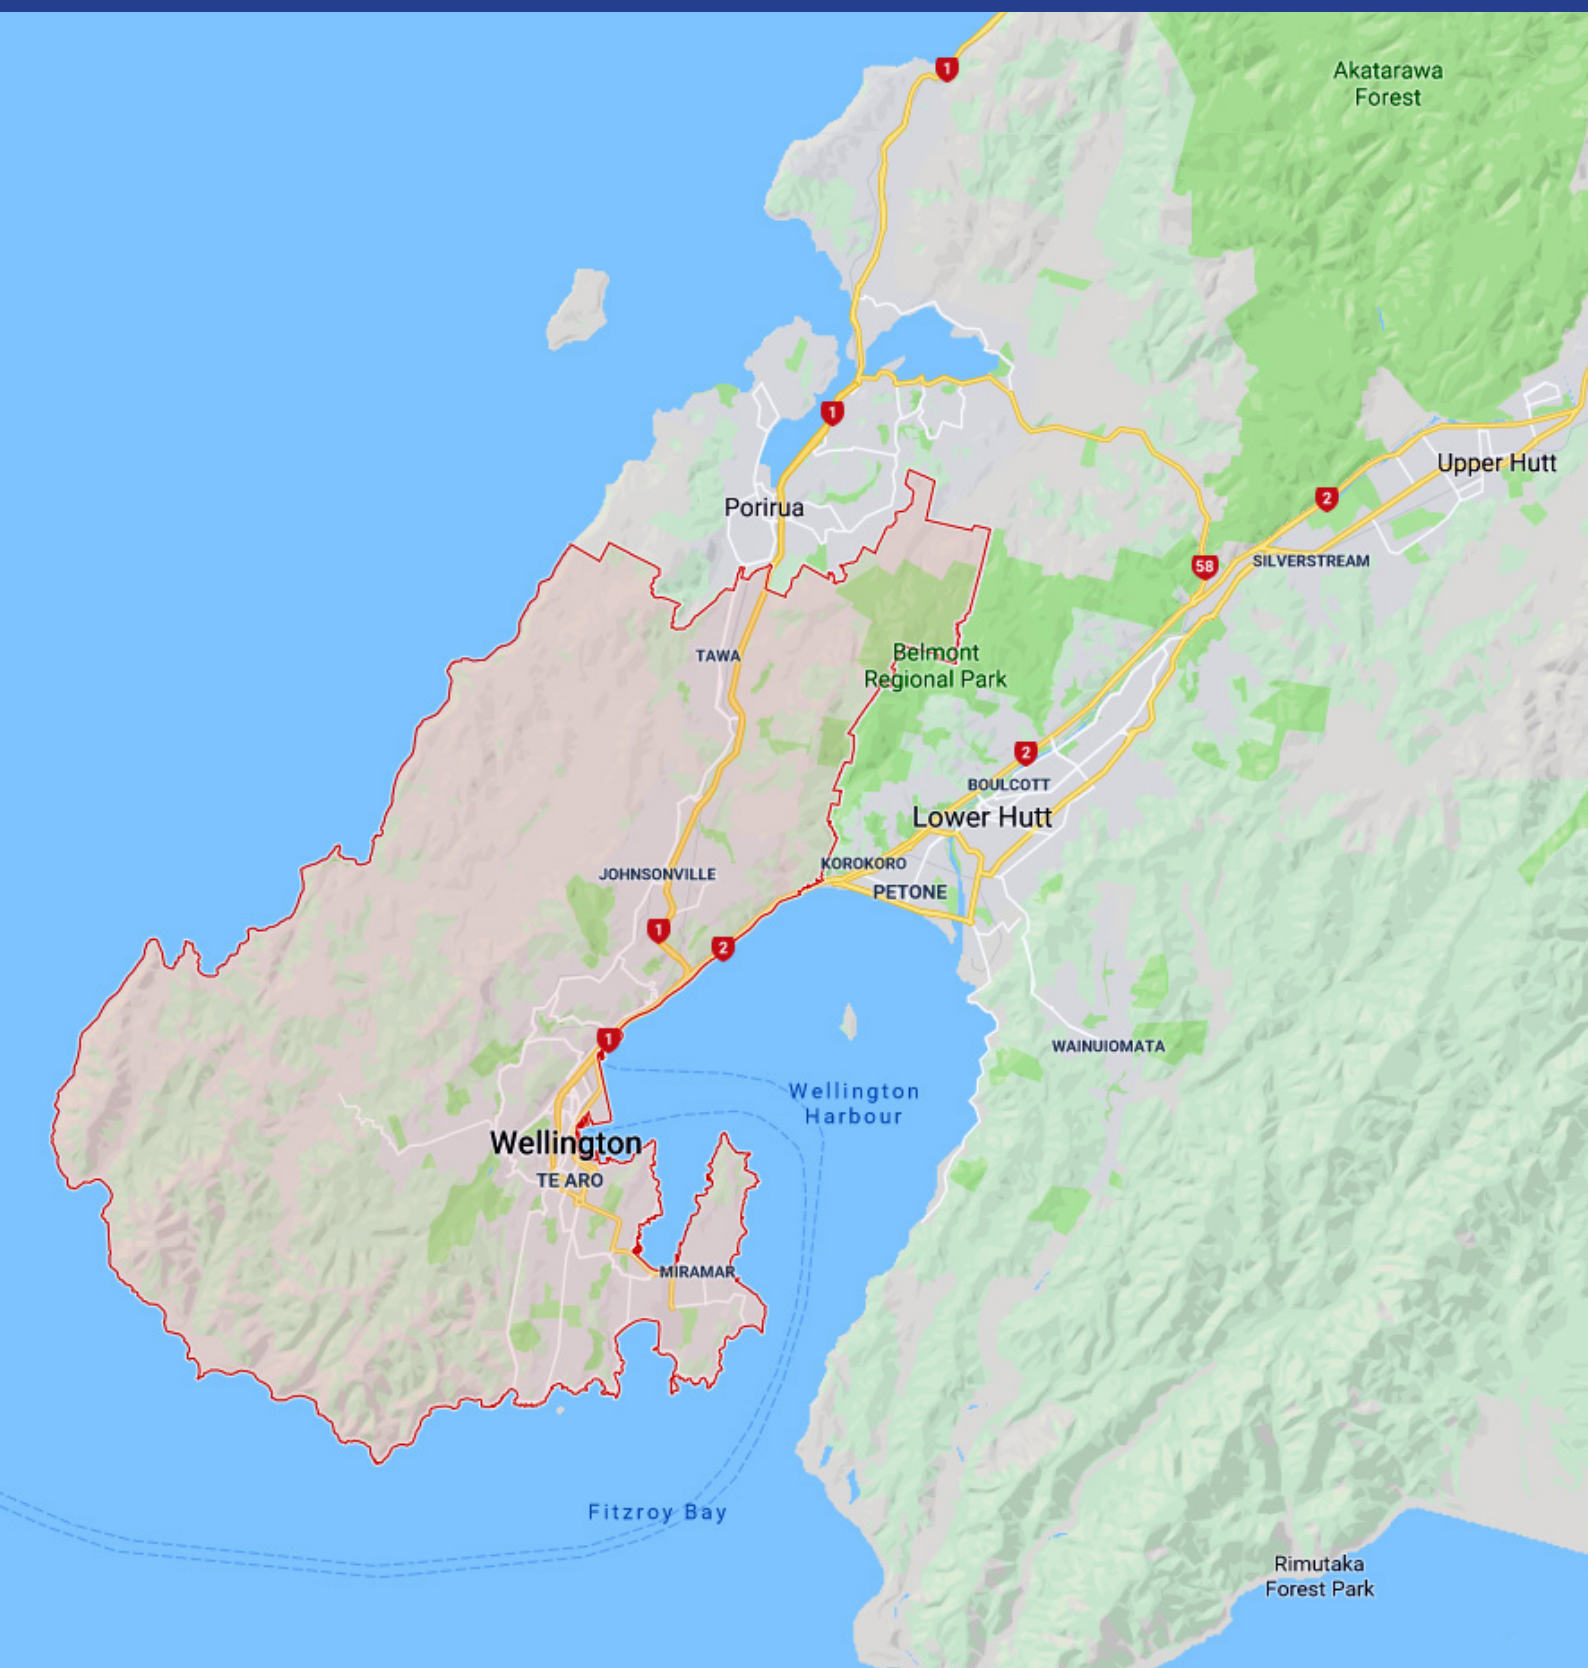 1
Akatarawa
Forest
1
Upper Hutt
2
Porirua
58
SILVERSTREAM
TAWA
Belmont
Regional Park
2
BOULCOTT
Lower Hutt
KOROKORO
JOHNSONVILLE
PETONE
1
2
1
WAINUIOMATA
Wellington
Harbour
Wellington
TE ARO
MIRAMAR
Fitzroy Bay
Rimutaka
Forest Park